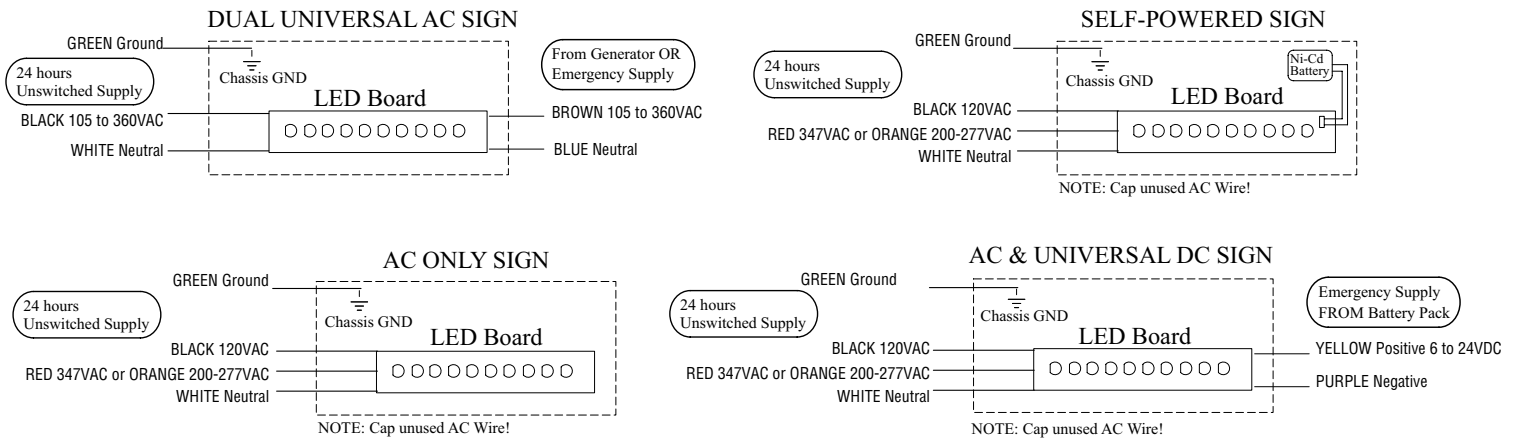 DUAL UNIVERSAL AC SIGN
GREEN Ground
24 hours
Unswitched Supply
Chassis GND
From Generator OR
Emergency Supply
LED Board
BLACK 105 to 360VAC
BROWN 105 to 360VAC
WHITE Neutral
BLUE Neutral
SELF-POWERED SIGN
GREEN Ground
24 hours
Unswitched Supply
Chassis GND
Ni-Cd
Battery
LED Board
BLACK 120VAC
RED 347VAC or ORANGE 200-277VAC
WHITE Neutral
NOTE: Cap unused AC Wire!
AC ONLY SIGN
GREEN Ground
24 hours
Unswitched Supply
Chassis GND
LED Board
BLACK 120VAC
RED 347VAC or ORANGE 200-277VAC
WHITE Neutral
NOTE: Cap unused AC Wire!
AC & UNIVERSAL DC SIGN
GREEN Ground
24 hours
Unswitched Supply
Chassis GND
Emergency Supply
FROM Battery Pack
LED Board
BLACK 120VAC
YELLOW Positive 6 to 24VDC
RED 347VAC or ORANGE 200-277VAC
PURPLE Negative
WHITE Neutral
NOTE: Cap unused AC Wire!